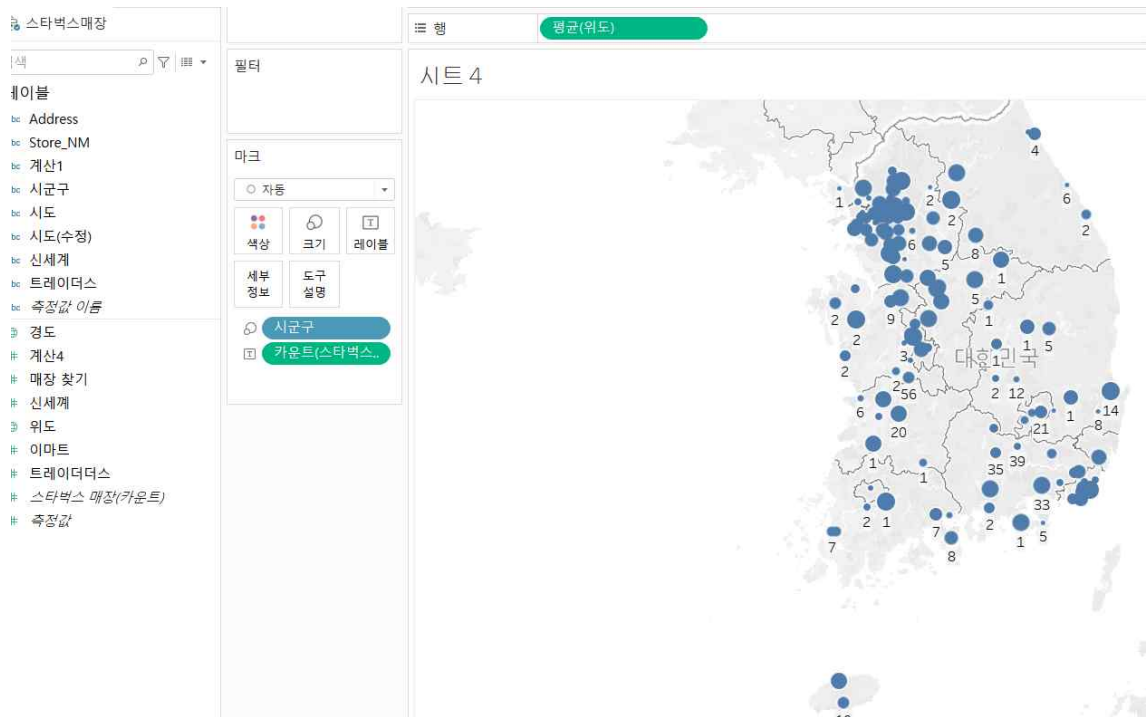 스타벅스매장
색
이블
Address
Store_NM
계산1
시군구
시도
시도(수정)
신세계
트레이더스
측정값 이름
경도
계산4
매장 찾기
신세꼐
위도
이마트
트레이더더스
스타벅스 매장(카운트)
측정값
필터
마크
자동
색상
크기
레이블
세부
정보
도구
설명
시군구
카운트(스타벅스..
행
평균(위도)
시트 4
4
1
2
6
2
2
6
5
8
1
5
2
9
1
2
1
5
3
대한민국
1
2
2
56
2
12
6
1
14
20
21
8
1
35
39
1
33
2
1
7
2
7
1
5
8